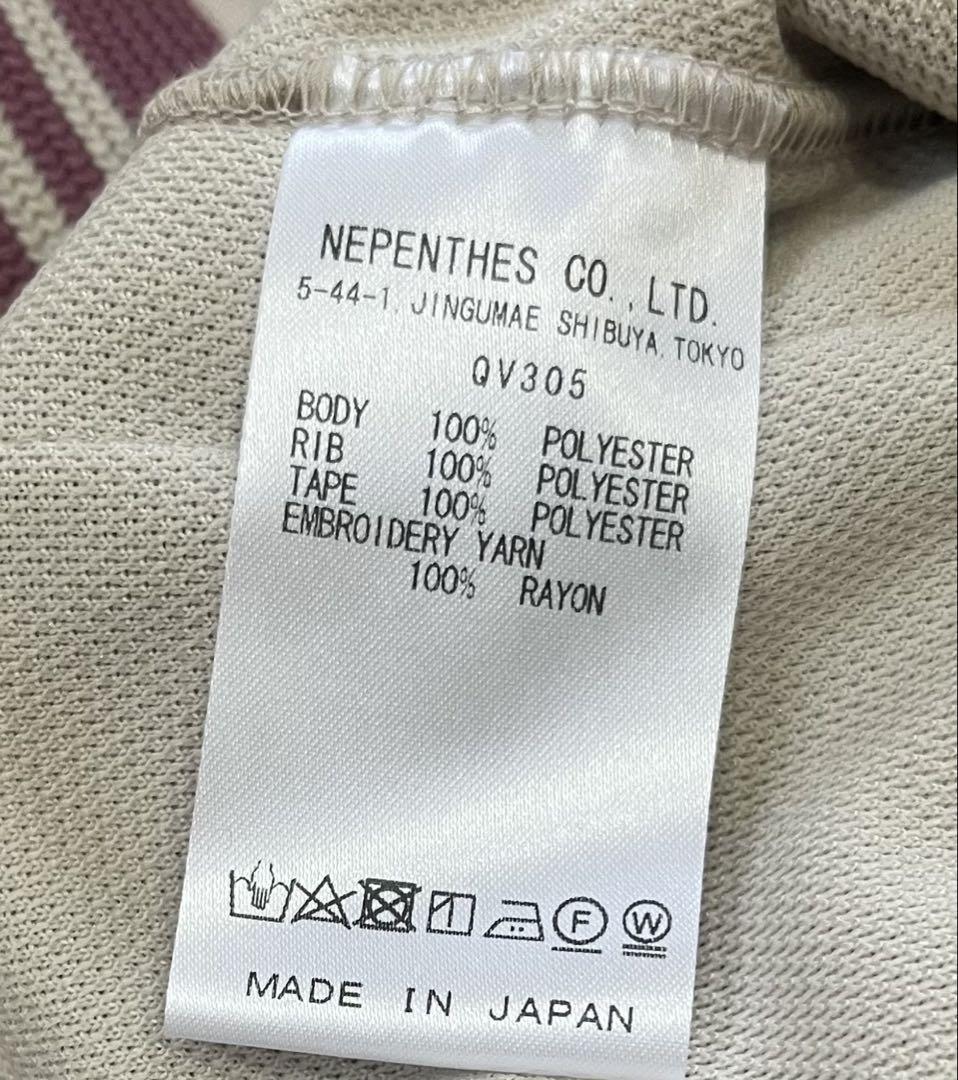 NEPENTHES CO.,LTD.
5-44-1, JINGUMAE SHIBUYA, TOKYO
QV305
BODY 100% POLYESTER
RIB 100% POLYESTER
TAPE 100% POLYESTER
EMBROIDERY YARN
100% RAYON
F W
MADE IN JAPAN